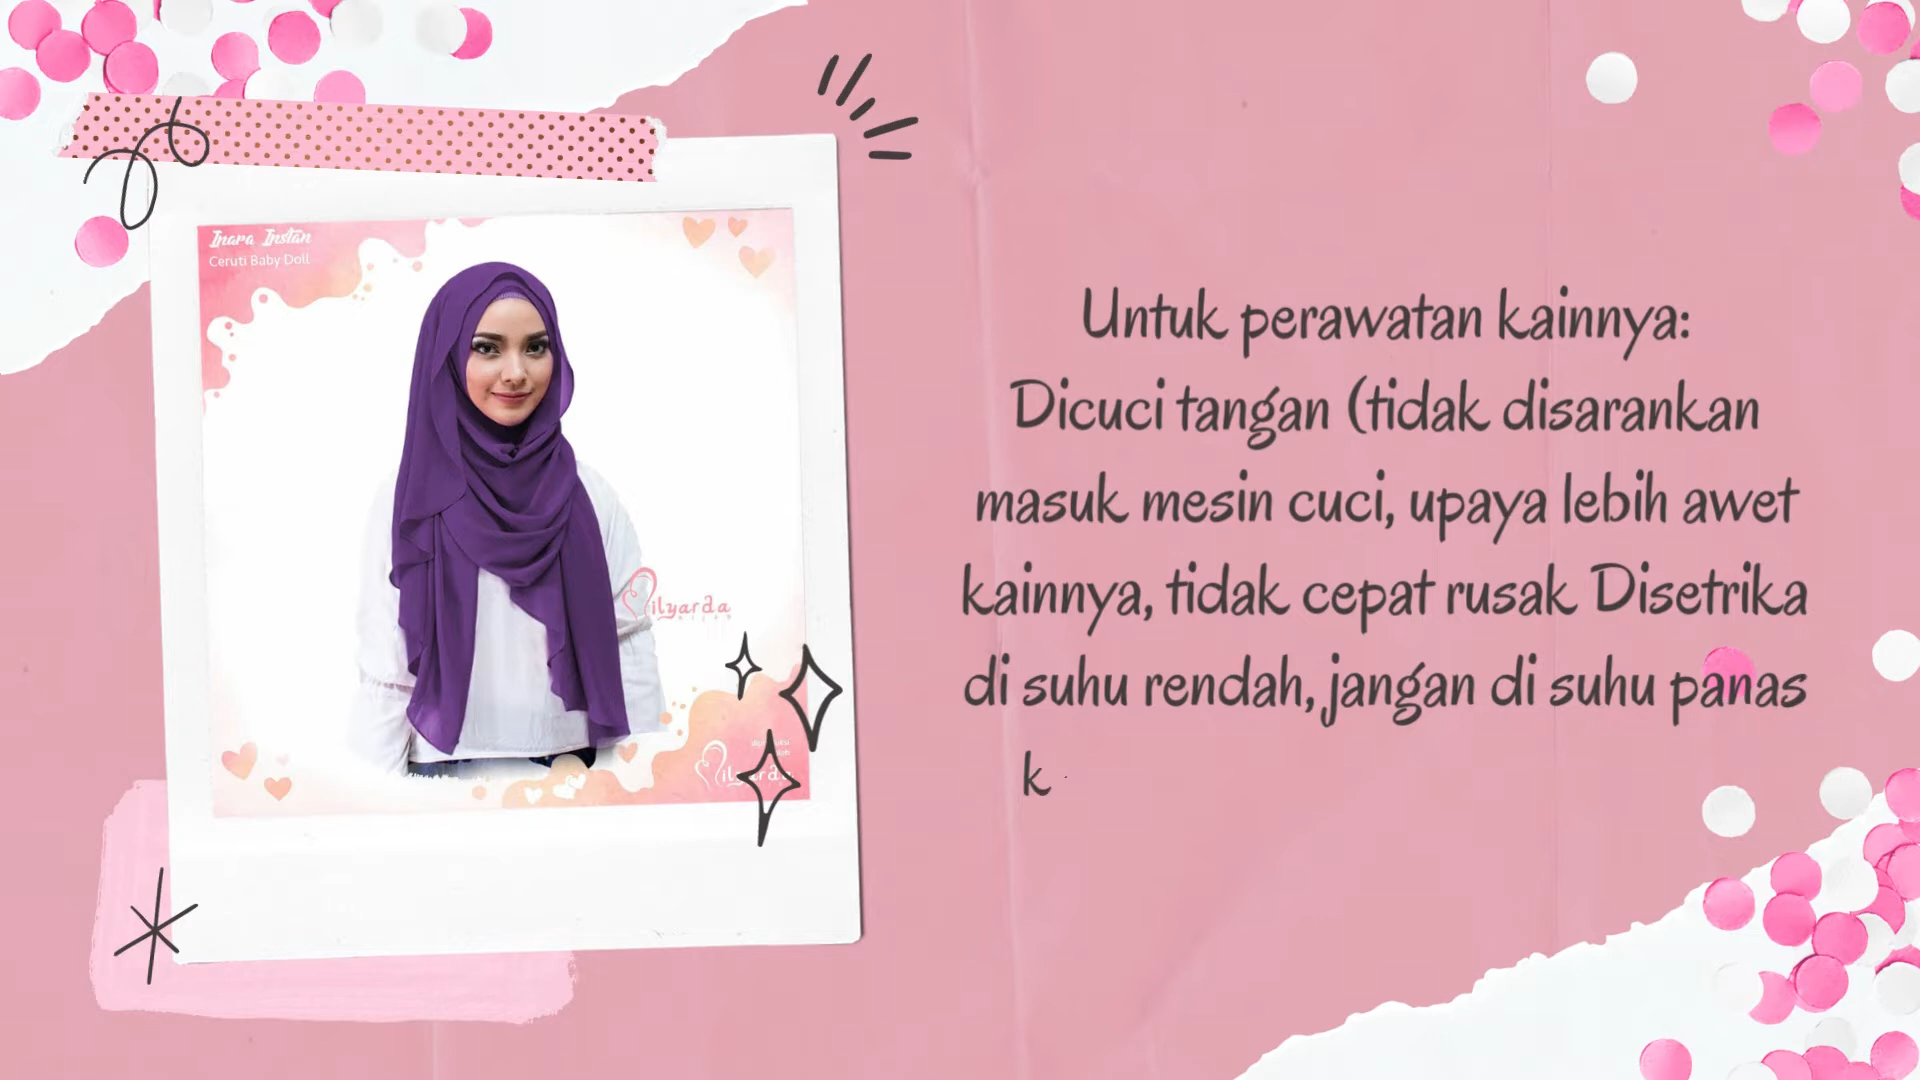 Inara Instan
Ceruti Baby Doll
Milyarda
Untuk perawatan kainnya:
Dicuci tangan (tidak disarankan
masuk mesin cuci, upaya lebih awet
kainnya, tidak cepat rusak Disetrika
di suhu rendah, jangan di suhu panas
k